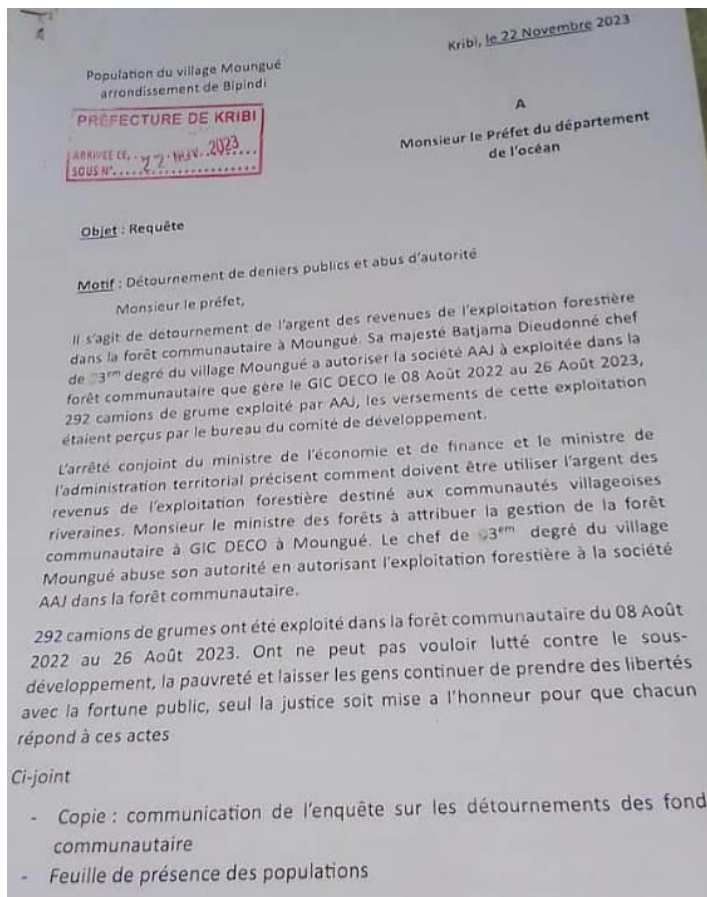 Kribi, le 22 Novembre 2023
Population du village Moungué
arrondissement de Bipindi
PRÉFECTURE DE KRIBI
ARRIVEE LE, 22 NOV. 2023
SOUS N°
A
Monsieur le Préfet du département
de l'océan
Objet : Requête
Motif : Détournement de deniers publics et abus d'autorité
Monsieur le préfet,
Il s'agit de détournement de l'argent des revenues de l'exploitation forestière
dans la forêt communautaire à Moungué. Sa majesté Batjama Dieudonné chef
de 3em degré du village Moungué a autoriser la société AAJ à exploitée dans la
forêt communautaire que gère le GIC DECO le 08 Août 2022 au 26 Août 2023,
292 camions de grume exploité par AAJ, les versements de cette exploitation
étaient perçus par le bureau du comité de développement.
L'arrêté conjoint du ministre de l'économie et de finance et le ministre de
l'administration territorial précisent comment doivent être utiliser l'argent des
revenus de l'exploitation forestière destiné aux communautés villageoises
riveraines. Monsieur le ministre des forêts à attribuer la gestion de la forêt
communautaire à GIC DECO à Moungué. Le chef de 3em degré du village
Moungué abuse son autorité en autorisant l'exploitation forestière à la société
AAJ dans la forêt communautaire.
292 camions de grumes ont été exploité dans la forêt communautaire du 08 Août
2022 au 26 Août 2023. Ont ne peut pas vouloir lutté contre le sous-
développement, la pauvreté et laisser les gens continuer de prendre des libertés
avec la fortune public, seul la justice soit mise a l'honneur pour que chacun
répond à ces actes
Ci-joint
- Copie : communication de l'enquête sur les détournements des fond
communautaire
- Feuille de présence des populations